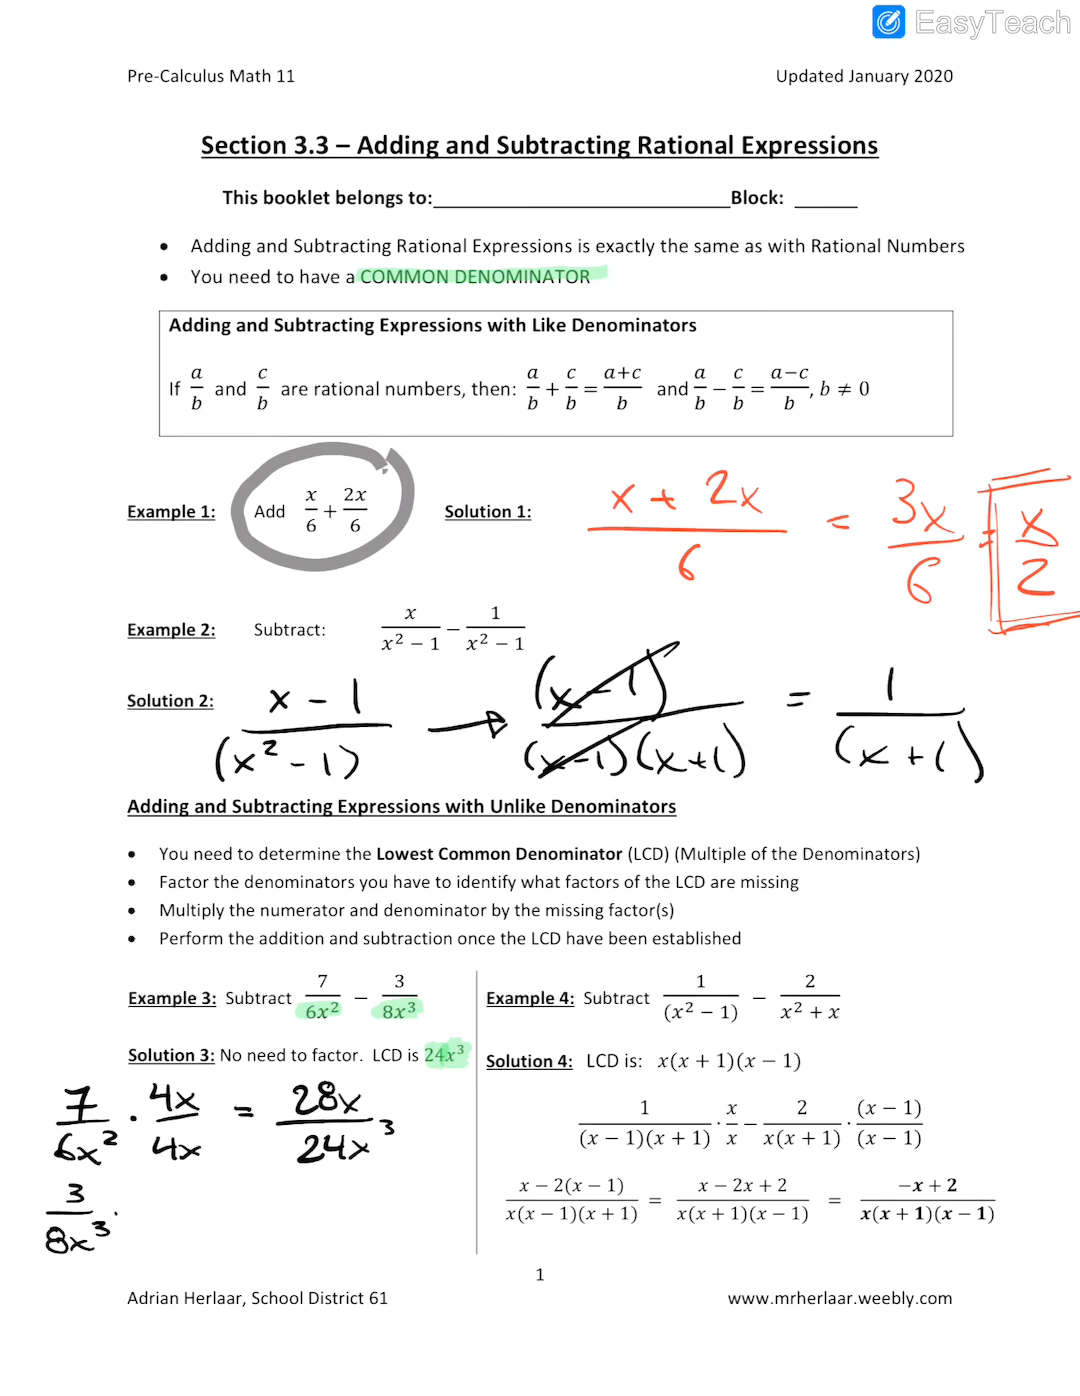 EasyTeach
Pre-Calculus Math 11 Updated January 2020
Section 3.3 – Adding and Subtracting Rational Expressions
This booklet belongs to:____________________Block: ______
• Adding and Subtracting Rational Expressions is exactly the same as with Rational Numbers
• You need to have a COMMON DENOMINATOR
Adding and Subtracting Expressions with Like Denominators
If a/b and c/b are rational numbers, then: a/b + c/b = a+c/b and a/b − c/b = a−c/b, b ≠ 0
Example 1: Add x/6 + 2x/6 Solution 1: x + 2x/6 = 3x/6 = x/2
Example 2: Subtract: x/x² − 1 − 1/x² − 1
Solution 2: x - 1/(x² - 1) → (x-1)/(x-1)(x+1) = 1/(x+1)
Adding and Subtracting Expressions with Unlike Denominators
• You need to determine the Lowest Common Denominator (LCD) (Multiple of the Denominators)
• Factor the denominators you have to identify what factors of the LCD are missing
• Multiply the numerator and denominator by the missing factor(s)
• Perform the addition and subtraction once the LCD have been established
Example 3: Subtract 7/6x² − 3/8x³
Solution 3: No need to factor. LCD is 24x³
7/6x² · 4x/4x = 28x/24x³
3/8x³ ·
Example 4: Subtract 1/(x² − 1) − 2/x² + x
Solution 4: LCD is: x(x + 1)(x − 1)
1/(x − 1)(x + 1) · x/x − 2/x(x + 1) · (x − 1)/(x − 1)
x − 2(x − 1)/x(x − 1)(x + 1) = x − 2x + 2/x(x + 1)(x − 1) = −x + 2/x(x + 1)(x − 1)
1
Adrian Herlaar, School District 61 www.mrherlaar.weebly.com